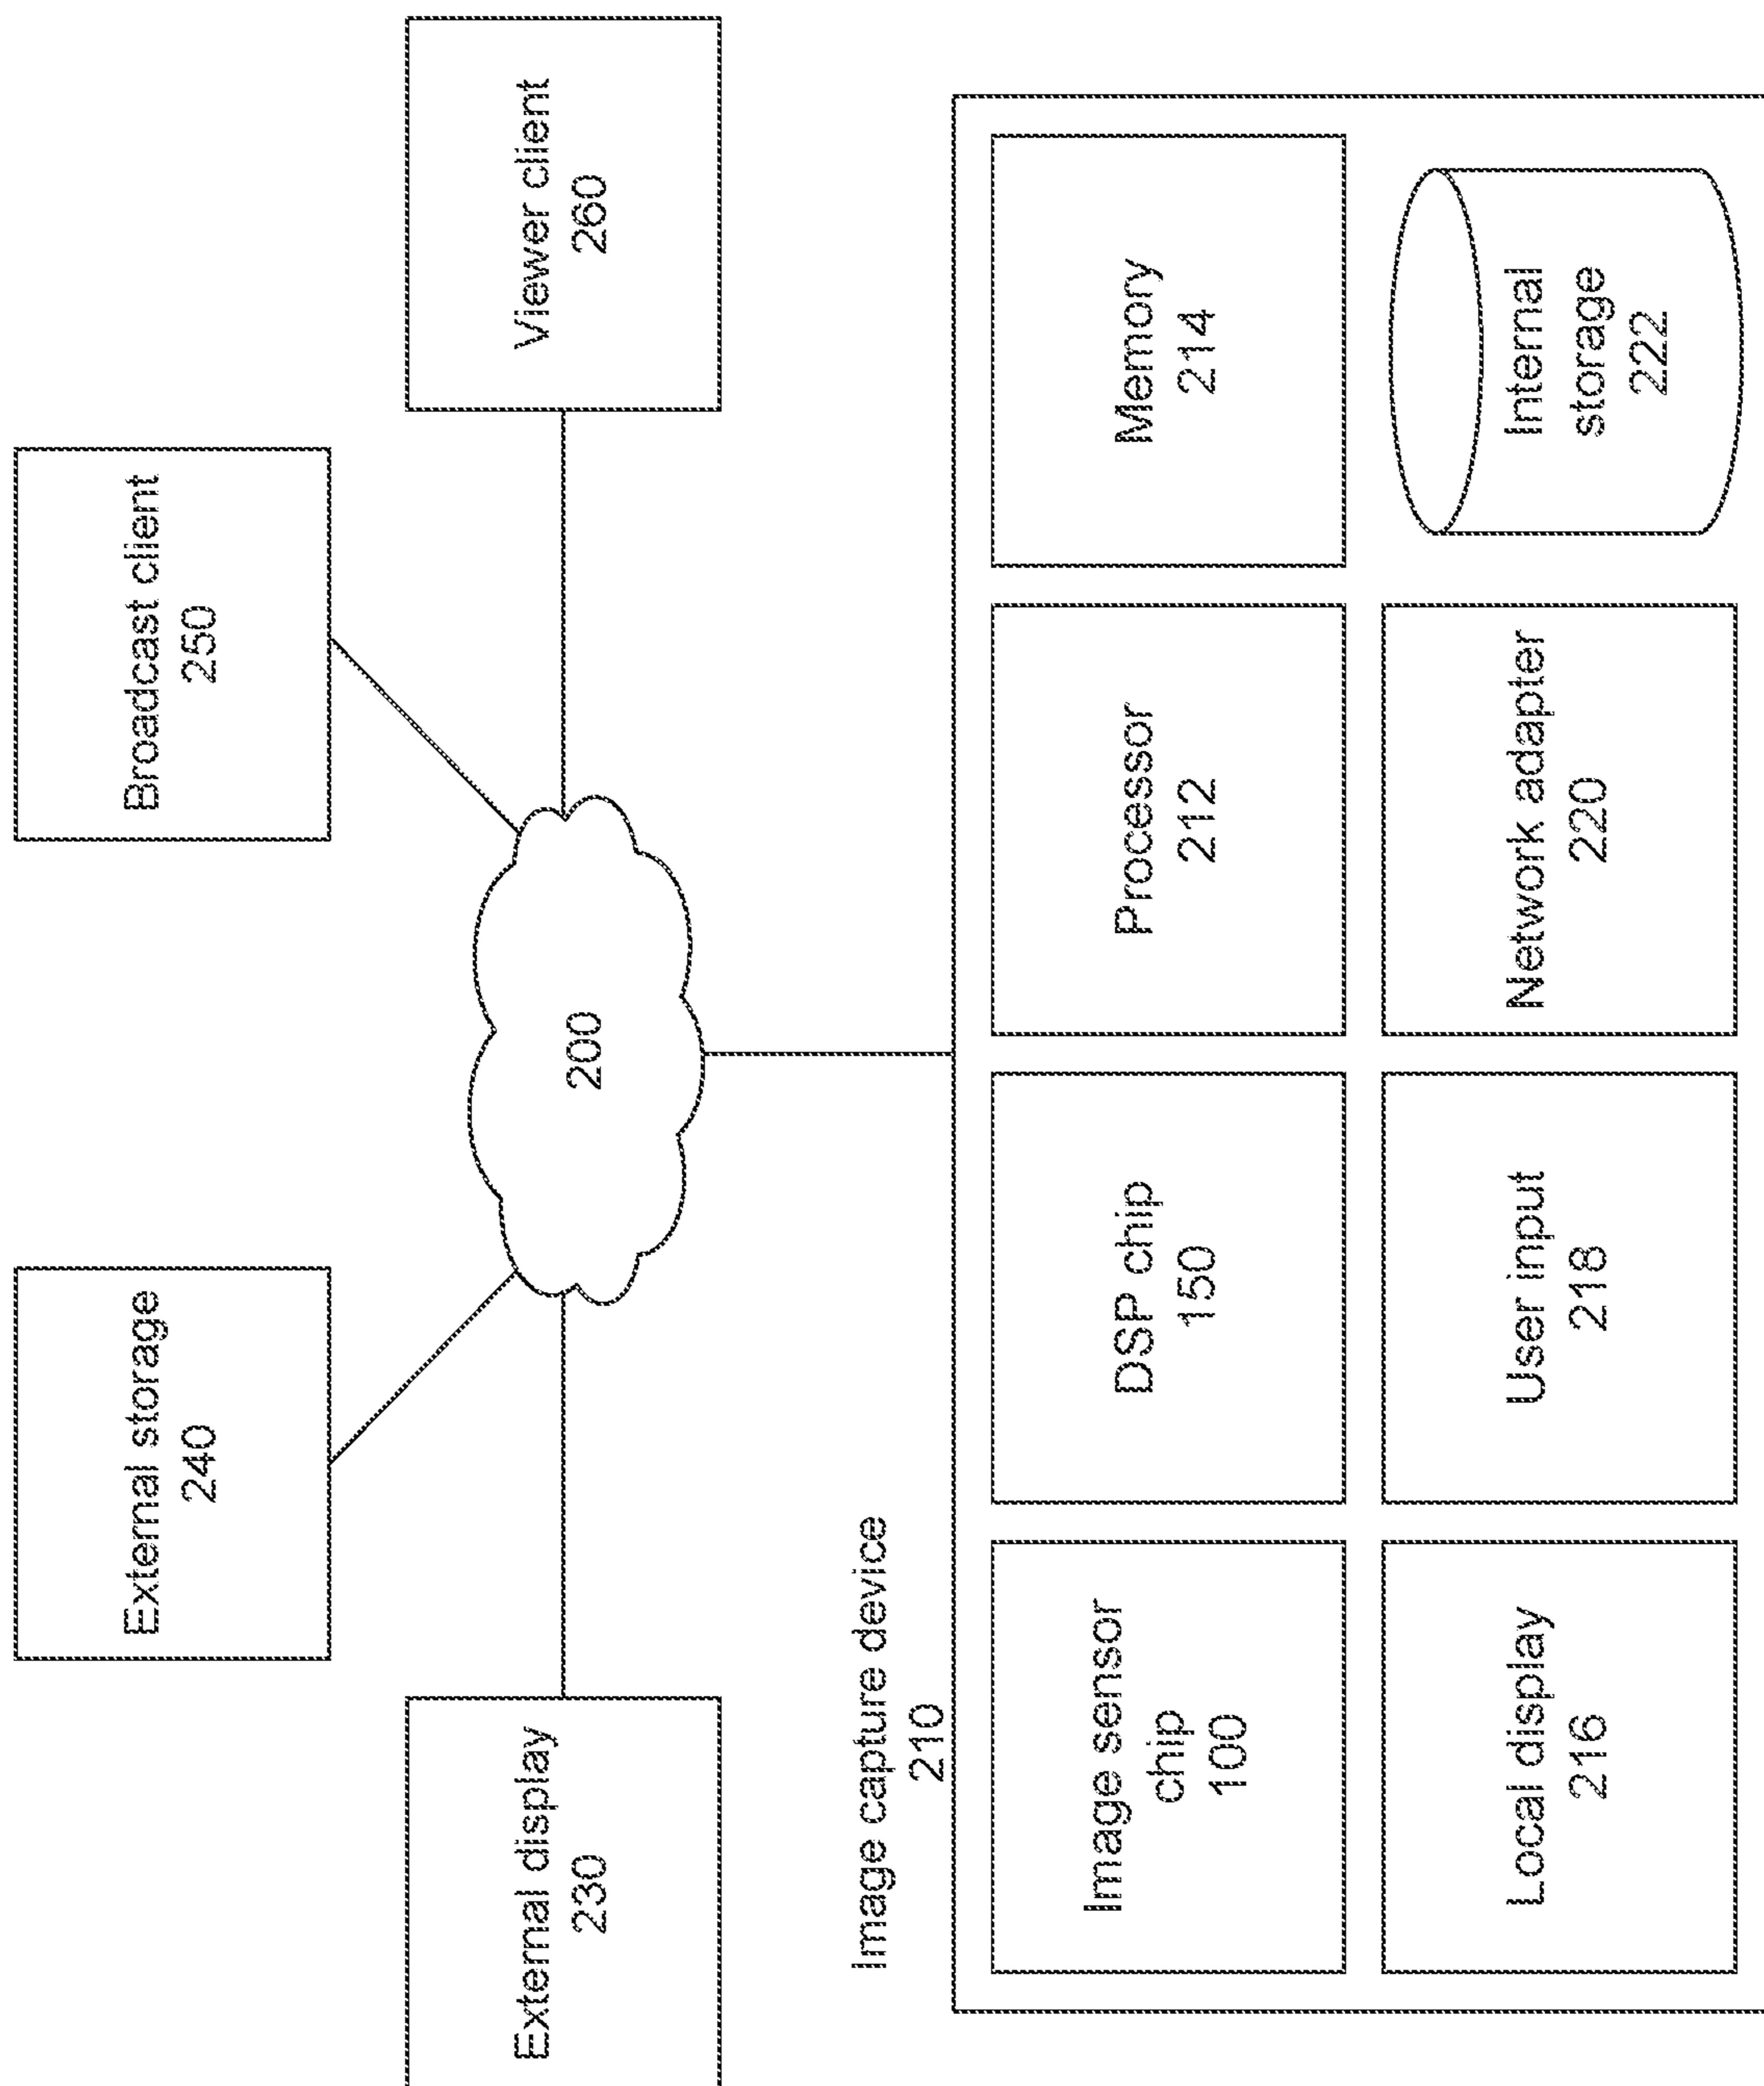 External storage
240
Broadcast client
250
External display
230
200
Viewer client
260
Image capture device
210
Image sensor
chip
100
DSP chip
150
Processor
212
Memory
214
Local display
216
User input
218
Network adapter
220
Internal
storage
222